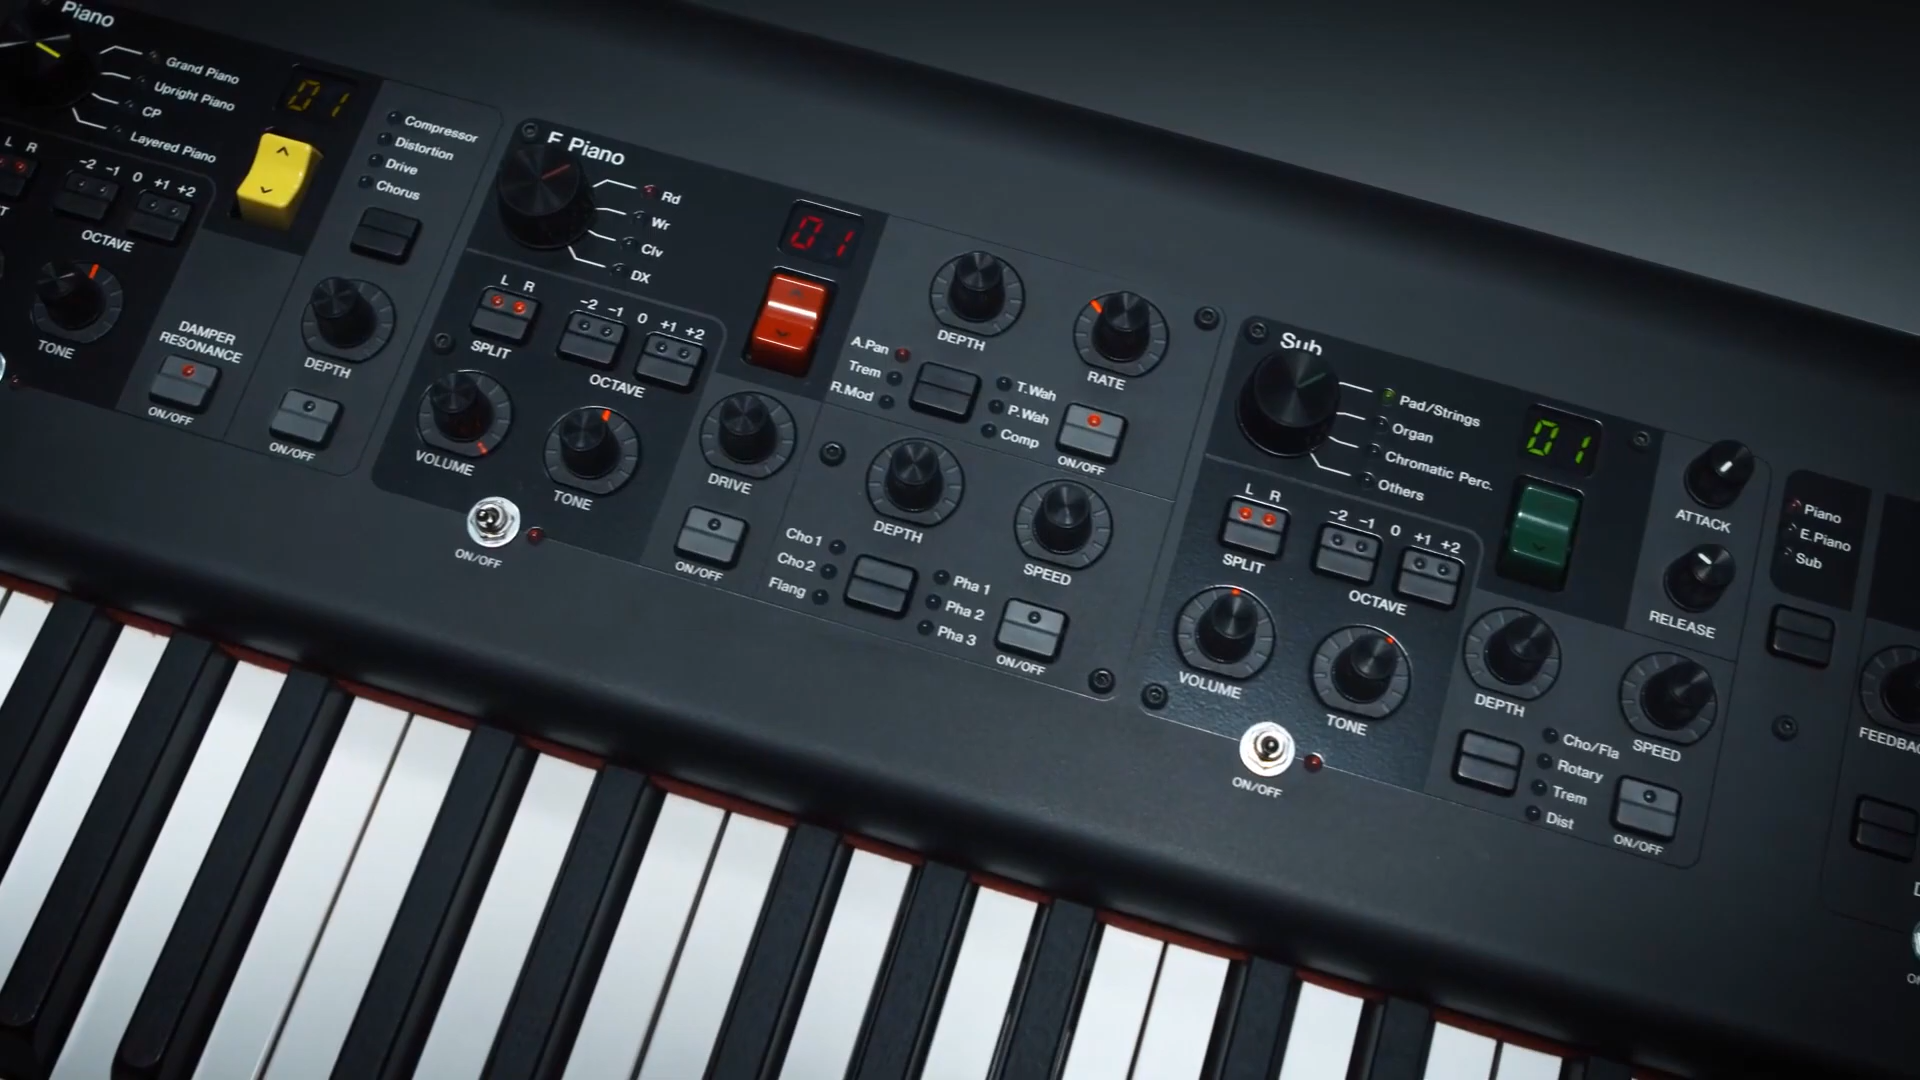 Piano
Grand Piano
Upright Piano
CP
Layered Piano
01
L R
-2 -1 0 +1 +2
OCTAVE
TONE
DAMPER
RESONANCE
ON/OFF
Compressor
Distortion
Drive
Chorus
DEPTH
ON/OFF
E.Piano
Rd
Wr
Clv
DX
01
L R
SPLIT
-2 -1 0 +1 +2
OCTAVE
VOLUME
TONE
ON/OFF
DRIVE
ON/OFF
DEPTH
RATE
A.Pan
Trem
R.Mod
T.Wah
P.Wah
Comp
ON/OFF
DEPTH
SPEED
Cho 1
Cho 2
Flang
Pha 1
Pha 2
Pha 3
ON/OFF
Sub
Pad/Strings
Organ
Chromatic Perc.
Others
01
L R
SPLIT
-2 -1 0 +1 +2
OCTAVE
VOLUME
TONE
ON/OFF
ATTACK
RELEASE
DEPTH
SPEED
Cho/Fla
Rotary
Trem
Dist
ON/OFF
Piano
E.Piano
Sub
FEEDBAC